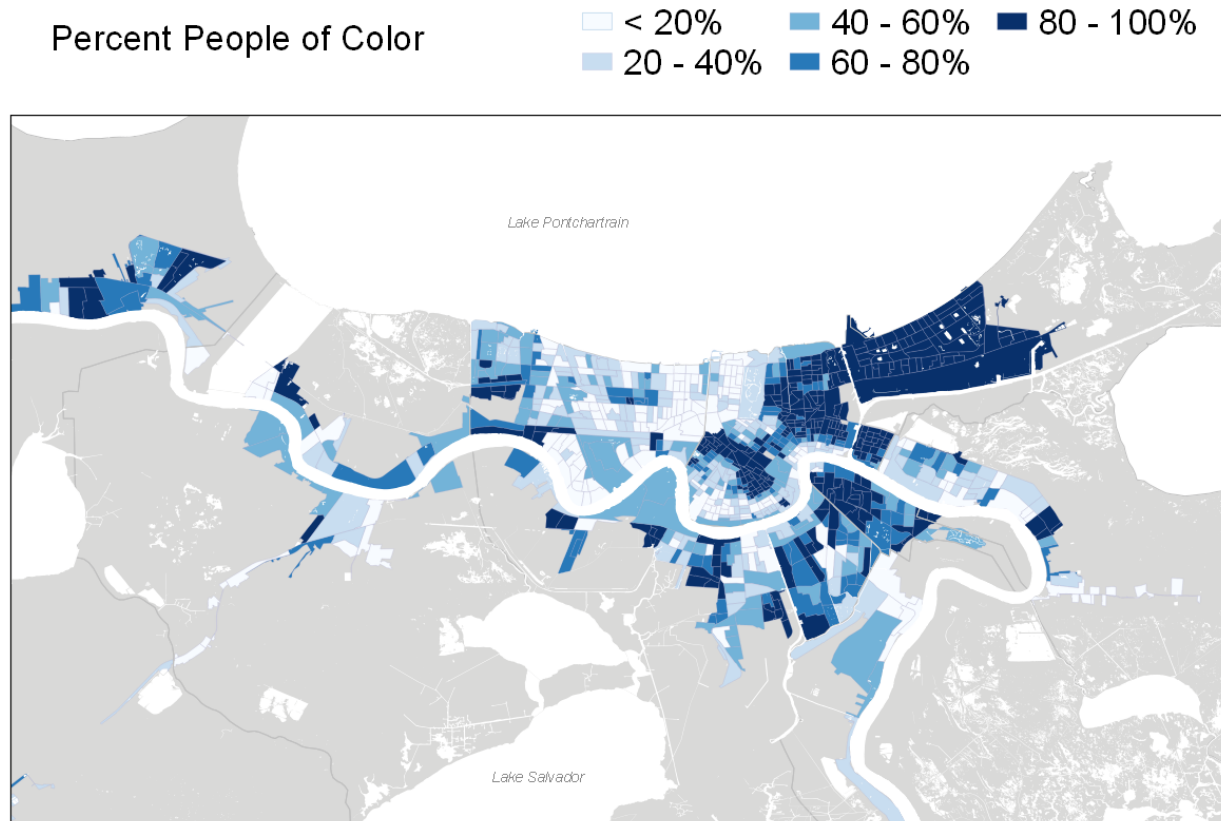 Percent People of Color
< 20%
40 - 60%
80 - 100%
20 - 40%
60 - 80%
Lake Pontchartrain
Lake Salvador